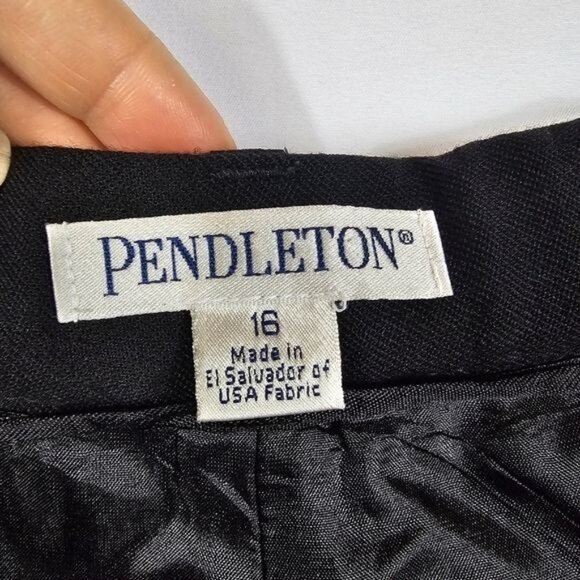 PENDLETON®
16
Made in
El Salvador of
USA Fabric